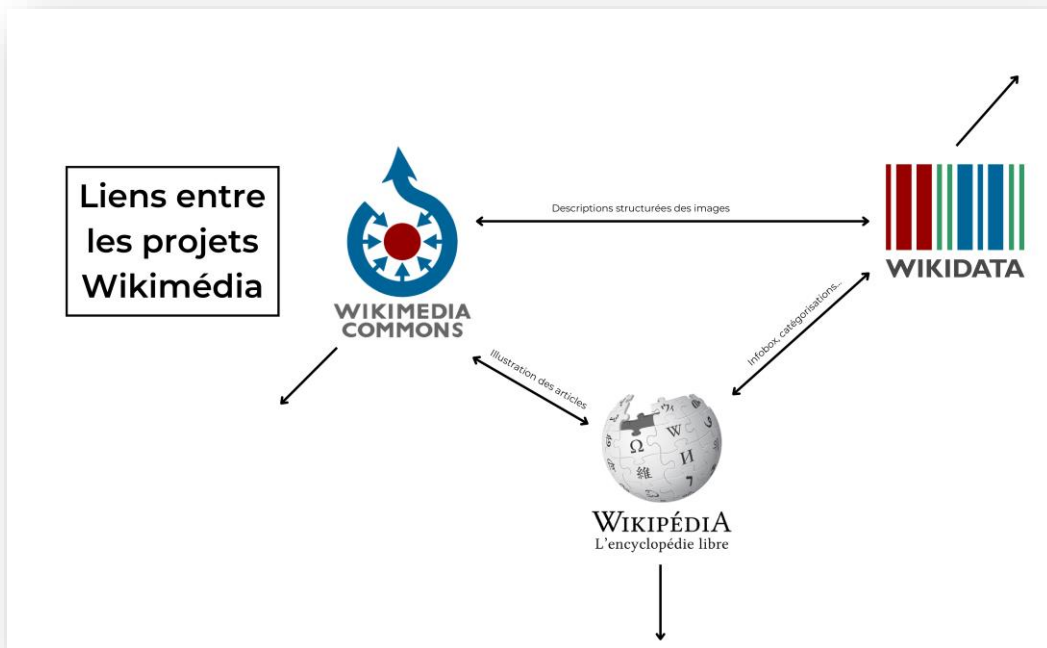 Liens entre
les projets
Wikimédia
WIKIMEDIA
COMMONS
Descriptions structurées des images
WIKIDATA
Illustration des articles
Infobox, catégorisations...
Ω
W
И
維
WIKIPÉDIA
L'encyclopédie libre